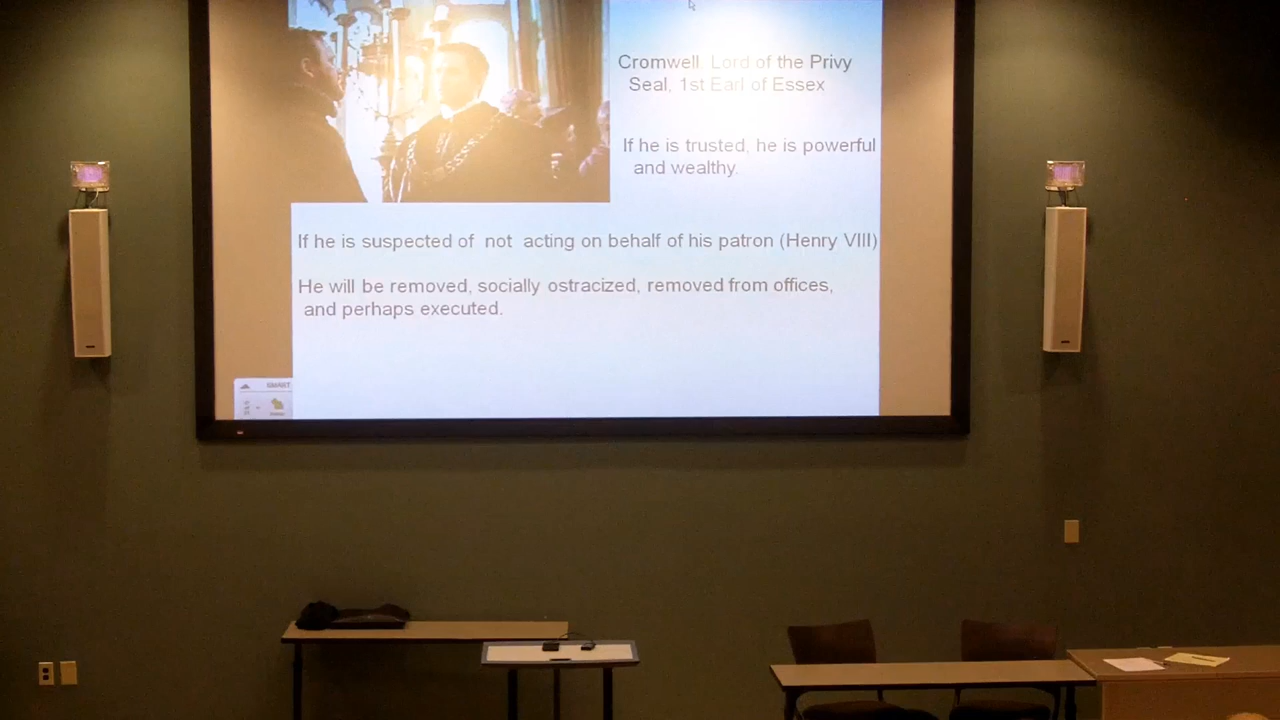 Cromwell, Lord of the Privy
Seal, 1st Earl of Essex
If he is trusted, he is powerful
and wealthy.
If he is suspected of not acting on behalf of his patron (Henry VIII)
He will be removed, socially ostracized, removed from offices,
and perhaps executed.
SMART